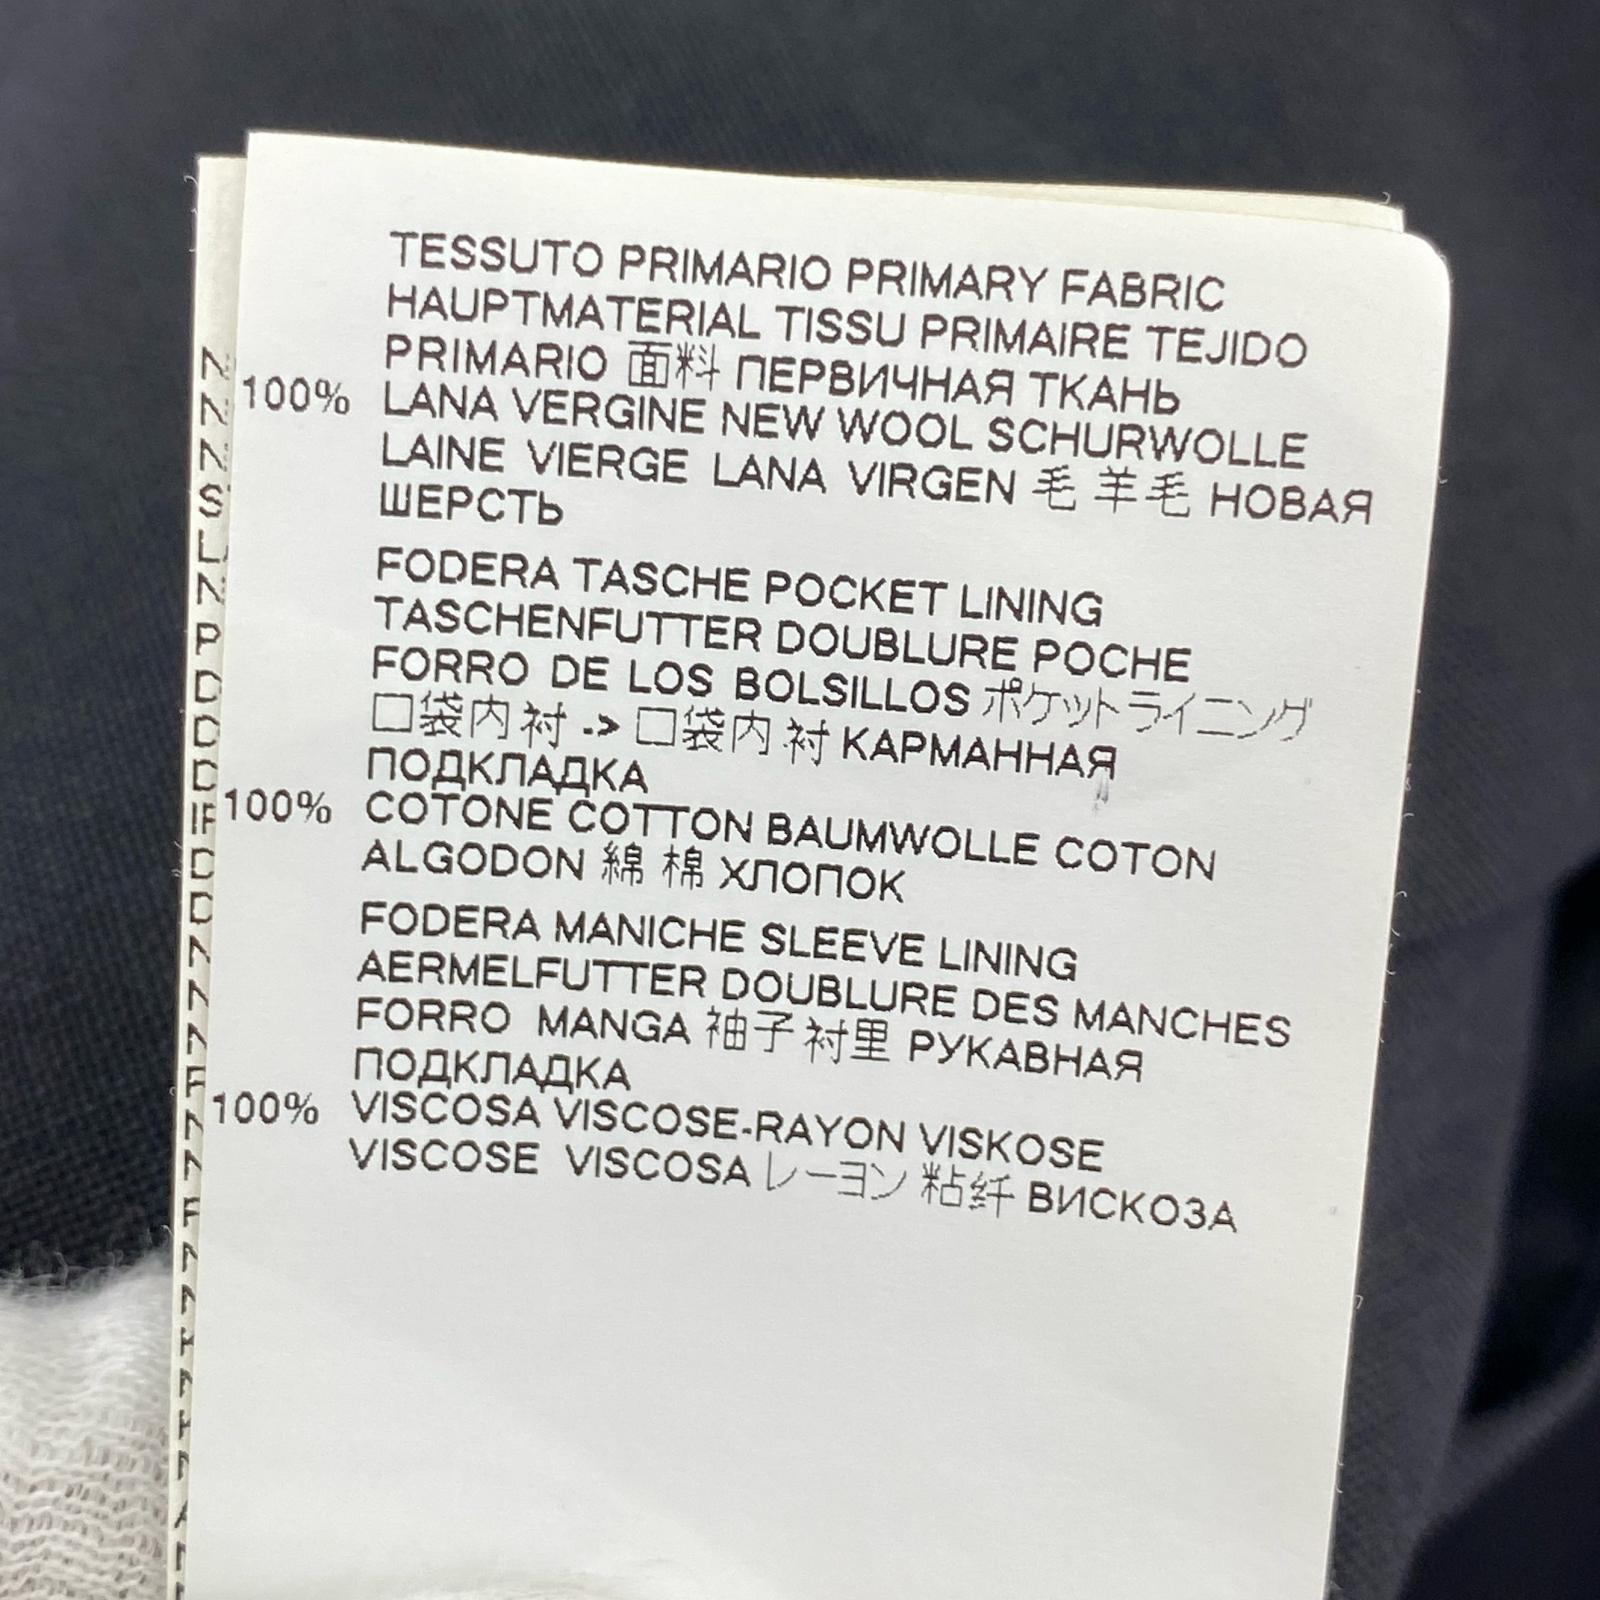 TESSUTO PRIMARIO PRIMARY FABRIC
HAUPTMATERIAL TISSU PRIMAIRE TEJIDO
PRIMARIO 面料 ПЕРВИЧНАЯ ТКАНЬ
100% LANA VERGINE NEW WOOL SCHURWOLLE
LAINE VIERGE LANA VIRGEN 毛 羊毛 НОВАЯ
ШЕРСТЬ
FODERA TASCHE POCKET LINING
TASCHENFUTTER DOUBLURE POCHE
FORRO DE LOS BOLSILLOS ポケットライニング
口袋内衬 -> 口袋内衬 КАРМАННАЯ
ПОДКЛАДКА
100% COTONE COTTON BAUMWOLLE COTON
ALGODON 綿 棉 ХЛОПОК
FODERA MANICHE SLEEVE LINING
AERMELFUTTER DOUBLURE DES MANCHES
FORRO MANGA 袖子衬里 РУКАВНАЯ
ПОДКЛАДКА
100% VISCOSA VISCOSE-RAYON VISKOSE
VISCOSE VISCOSA レーヨン 粘纤 ВИСКОЗА